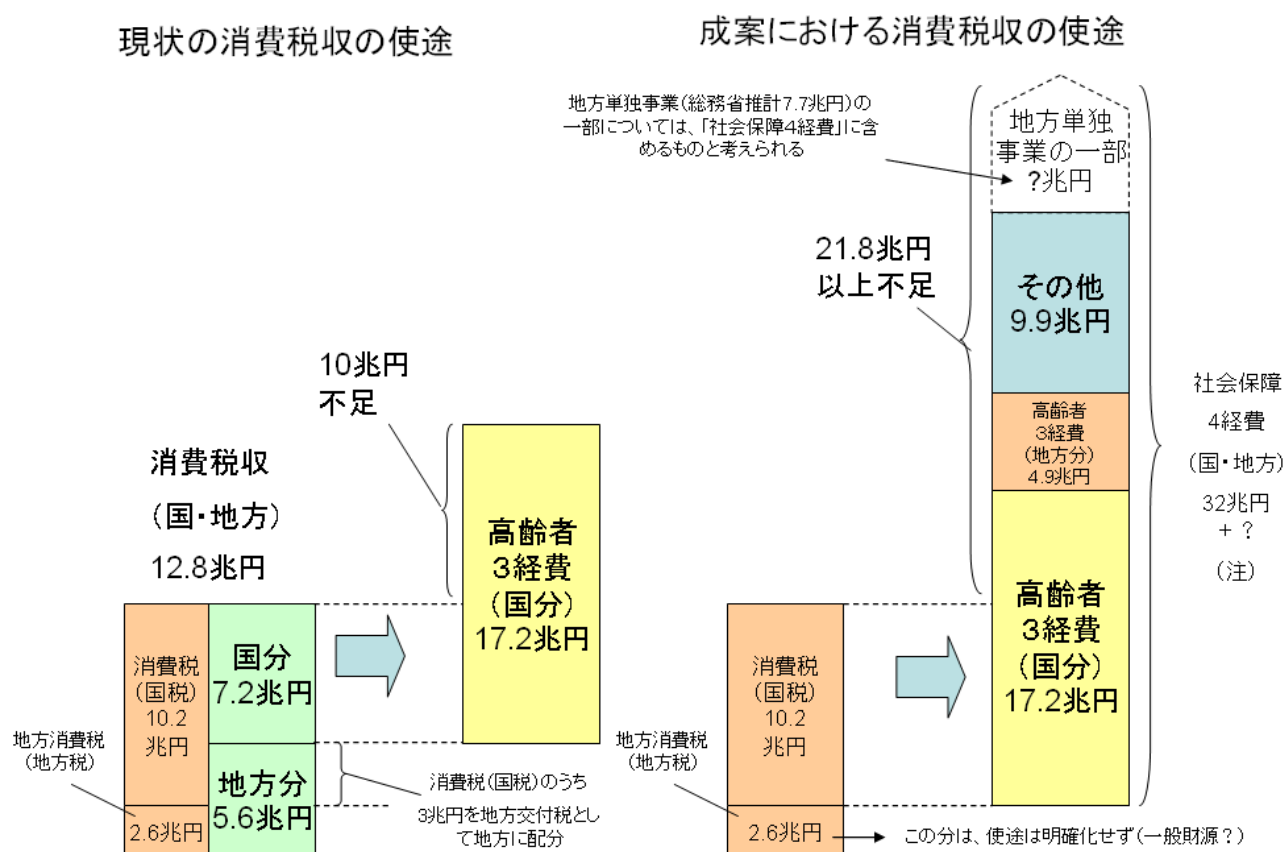 現状の消費税収の使途
消費税収
(国・地方)
12.8兆円
10兆円
不足
高齢者
3経費
(国分)
17.2兆円
消費税
(国税)
10.2
兆円
国分
7.2兆円
地方消費税
(地方税)
2.6兆円
地方分
5.6兆円
消費税(国税)のうち
3兆円を地方交付税とし
て地方に配分
成案における消費税収の使途
地方単独事業(総務省推計7.7兆円)の
一部については、「社会保障4経費」に含
めるものと考えられる
地方単独
事業の一部
?兆円
21.8兆円
以上不足
その他
9.9兆円
高齢者
3経費
(地方分)
4.9兆円
高齢者
3経費
(国分)
17.2兆円
社会保障
4経費
(国・地方)
32兆円
+ ?
(注)
消費税
(国税)
10.2
兆円
地方消費税
(地方税)
2.6兆円
この分は、使途は明確化せず(一般財源?)